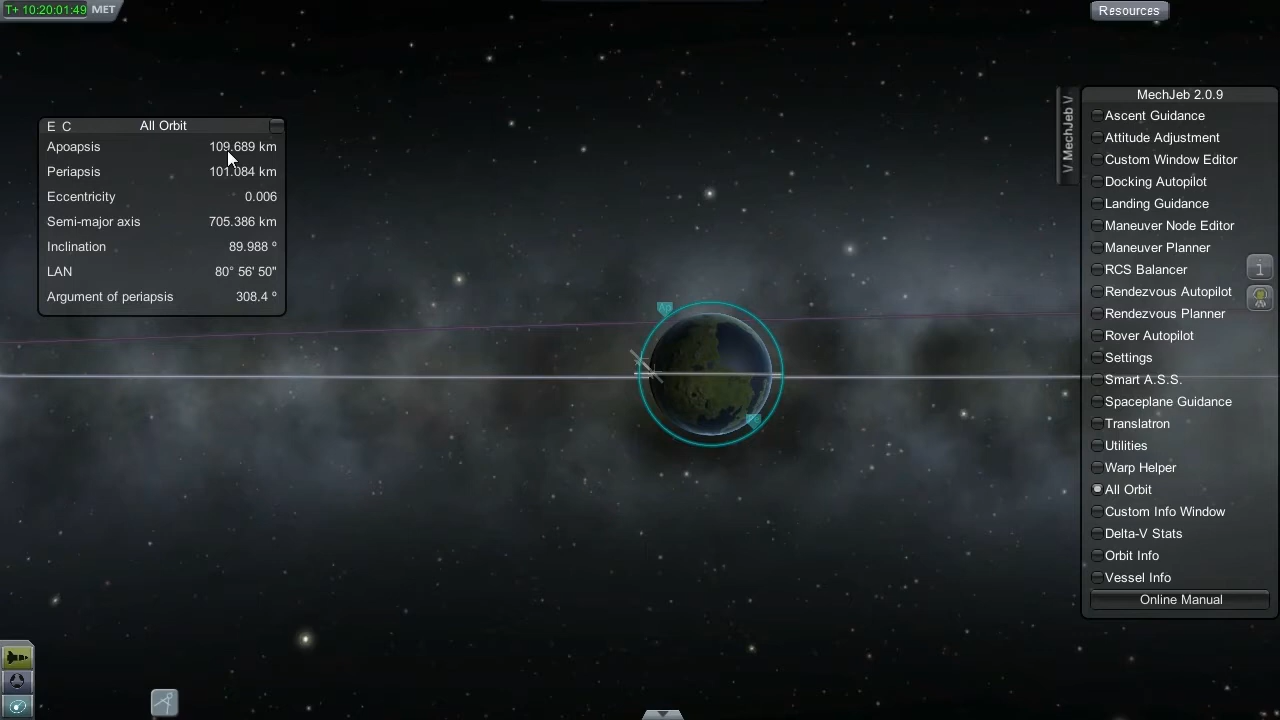 T+ 10:20:01:49 MET
Resources
E C All Orbit
Apoapsis 109.689 km
Periapsis 101.084 km
Eccentricity 0.006
Semi-major axis 705.386 km
Inclination 89.988 º
LAN 80° 56' 50"
Argument of periapsis 308.4 º
Ap
V MechJeb V
MechJeb 2.0.9
Ascent Guidance
Attitude Adjustment
Custom Window Editor
Docking Autopilot
Landing Guidance
Maneuver Node Editor
Maneuver Planner
RCS Balancer
Rendezvous Autopilot
Rendezvous Planner
Rover Autopilot
Settings
Smart A.S.S.
Spaceplane Guidance
Translatron
Utilities
Warp Helper
All Orbit
Custom Info Window
Delta-V Stats
Orbit Info
Vessel Info
Online Manual